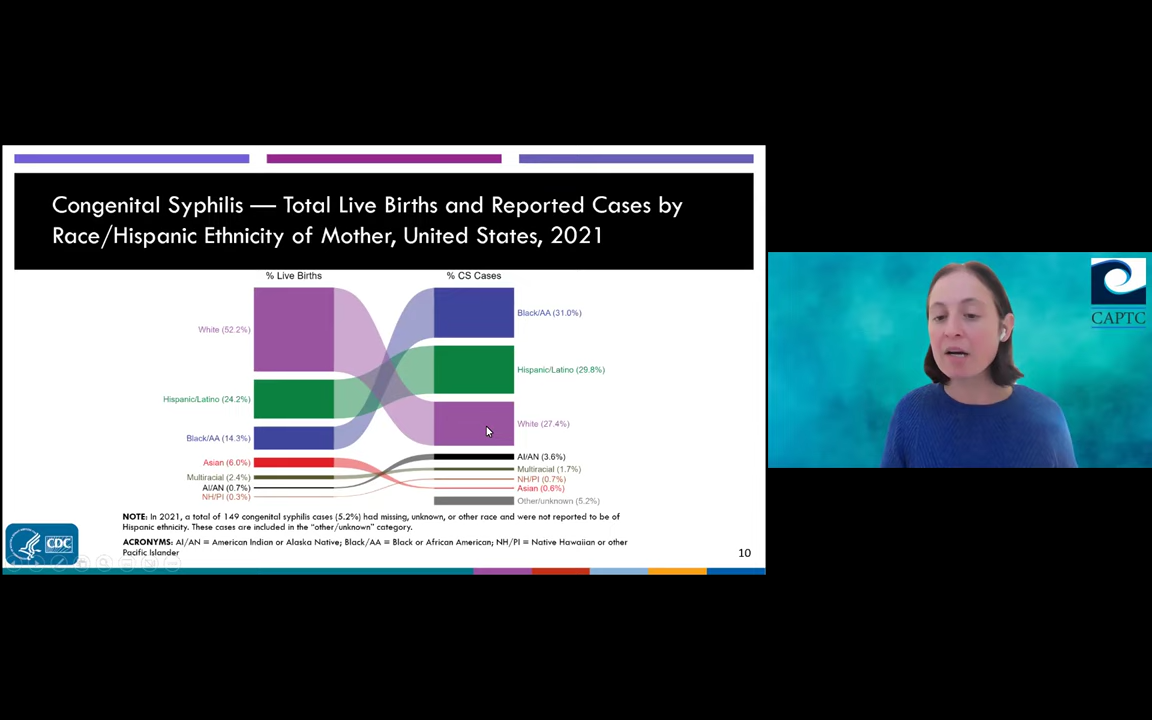 Congenital Syphilis — Total Live Births and Reported Cases by
Race/Hispanic Ethnicity of Mother, United States, 2021
% Live Births
% CS Cases
White (52.2%)
Hispanic/Latino (24.2%)
Black/AA (14.3%)
Asian (6.0%)
Multiracial (2.4%)
AI/AN (0.7%)
NH/PI (0.3%)
Black/AA (31.0%)
Hispanic/Latino (29.8%)
White (27.4%)
AI/AN (3.6%)
Multiracial (1.7%)
NH/PI (0.7%)
Asian (0.6%)
Other/unknown (5.2%)
NOTE: In 2021, a total of 149 congenital syphilis cases (5.2%) had missing, unknown, or other race and were not reported to be of
Hispanic ethnicity. These cases are included in the “other/unknown” category.
ACRONYMS: AI/AN = American Indian or Alaska Native; Black/AA = Black or African American; NH/PI = Native Hawaiian or other
Pacific Islander
CDC
10
CAPTC